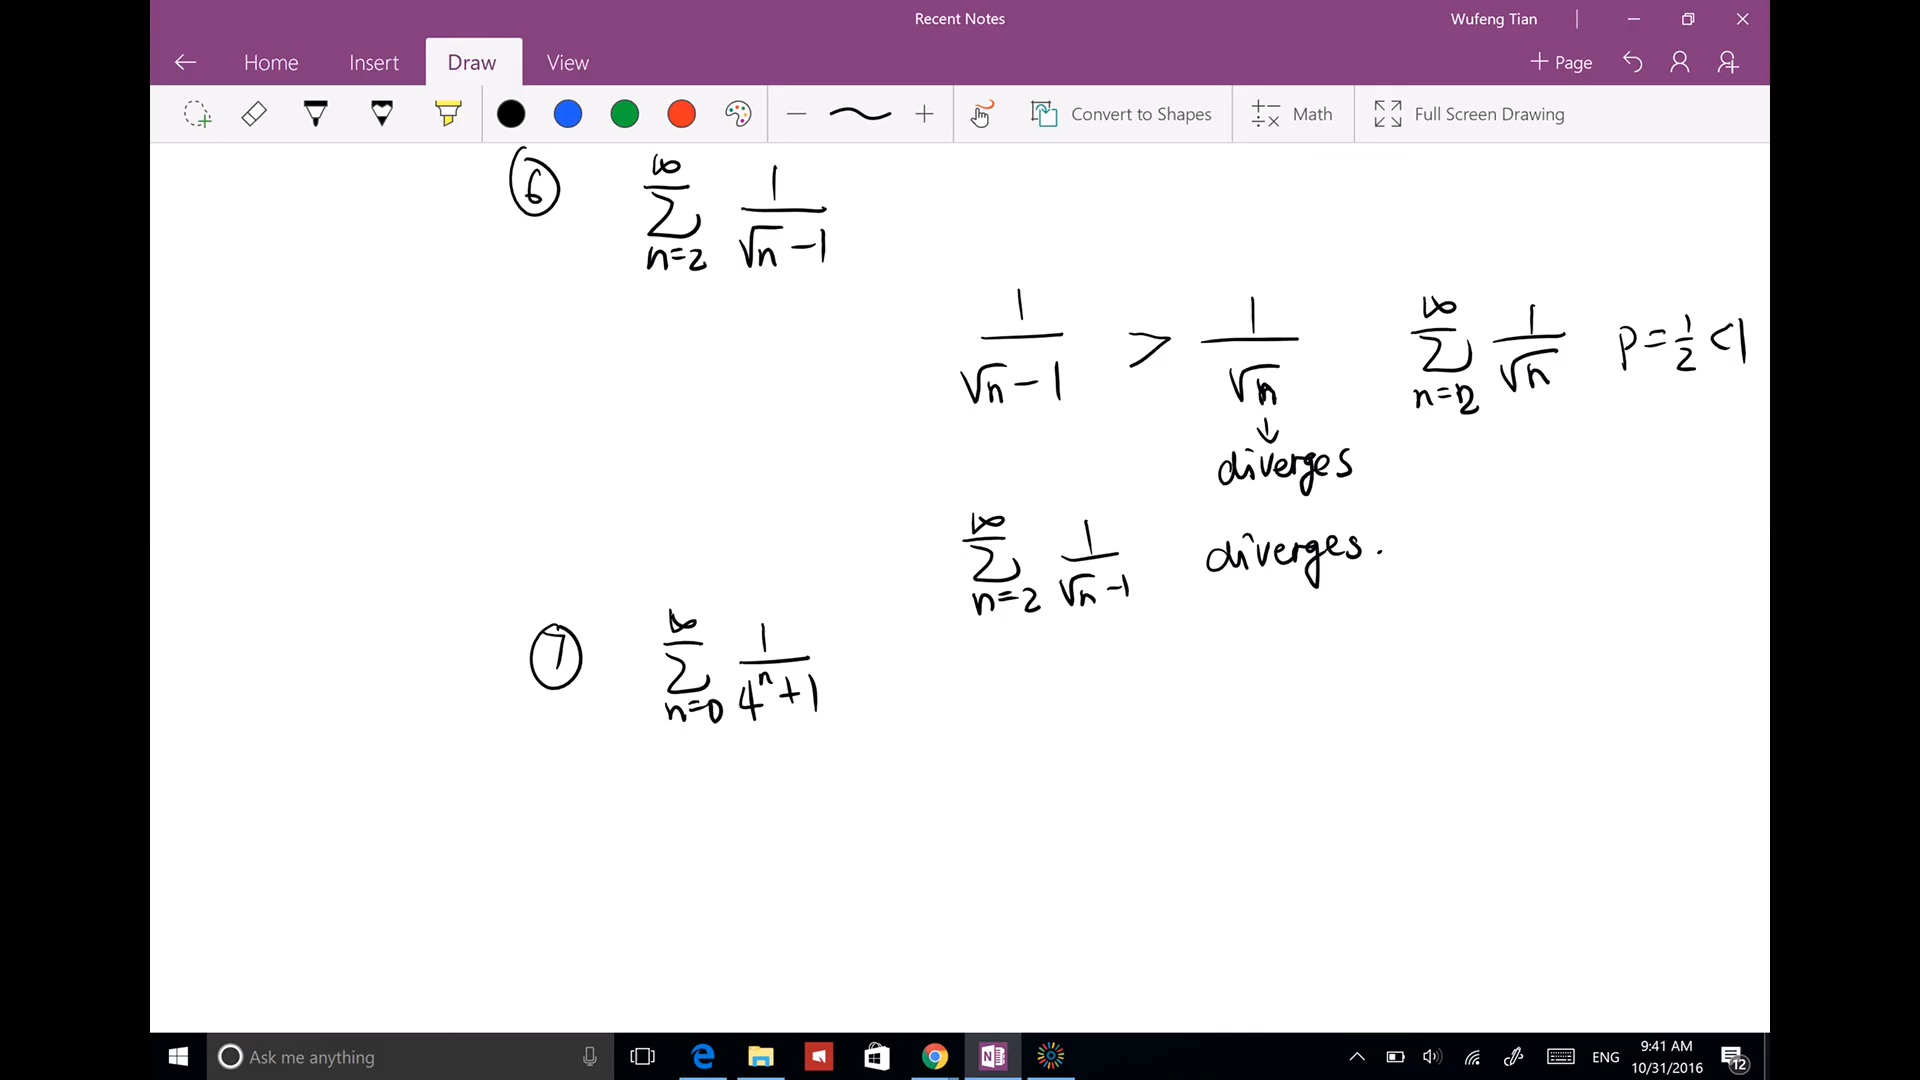 Recent Notes
Wufeng Tian
Home Insert Draw View
Page
Convert to Shapes Math Full Screen Drawing
⑥ ∑_{n=2}^{∞} 1/(√n −1)
1/(√n −1) > 1/√n ∑_{n=2}^{∞} 1/√n p=1/2 <1
↓
diverges
∑_{n=2}^{∞} 1/(√n −1) diverges.
⑦ ∑_{n=0}^{∞} 1/(4^n +1)
Ask me anything
ENG
9:41 AM
10/31/2016
12